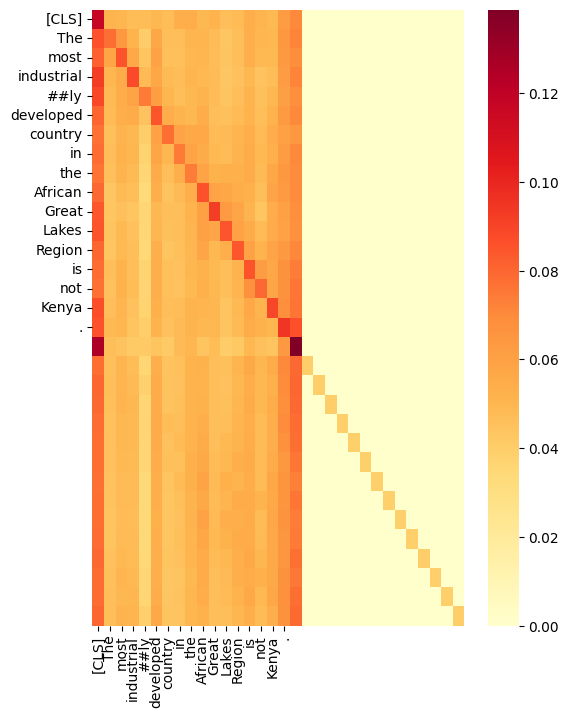 [CLS]
The
most
industrial
##ly
developed
country
in
the
African
Great
Lakes
Region
is
not
Kenya
.
[CLS]
The
most
industrial
##ly
developed
country
in
the
African
Great
Lakes
Region
is
not
Kenya
.
0.12
0.10
0.08
0.06
0.04
0.02
0.00